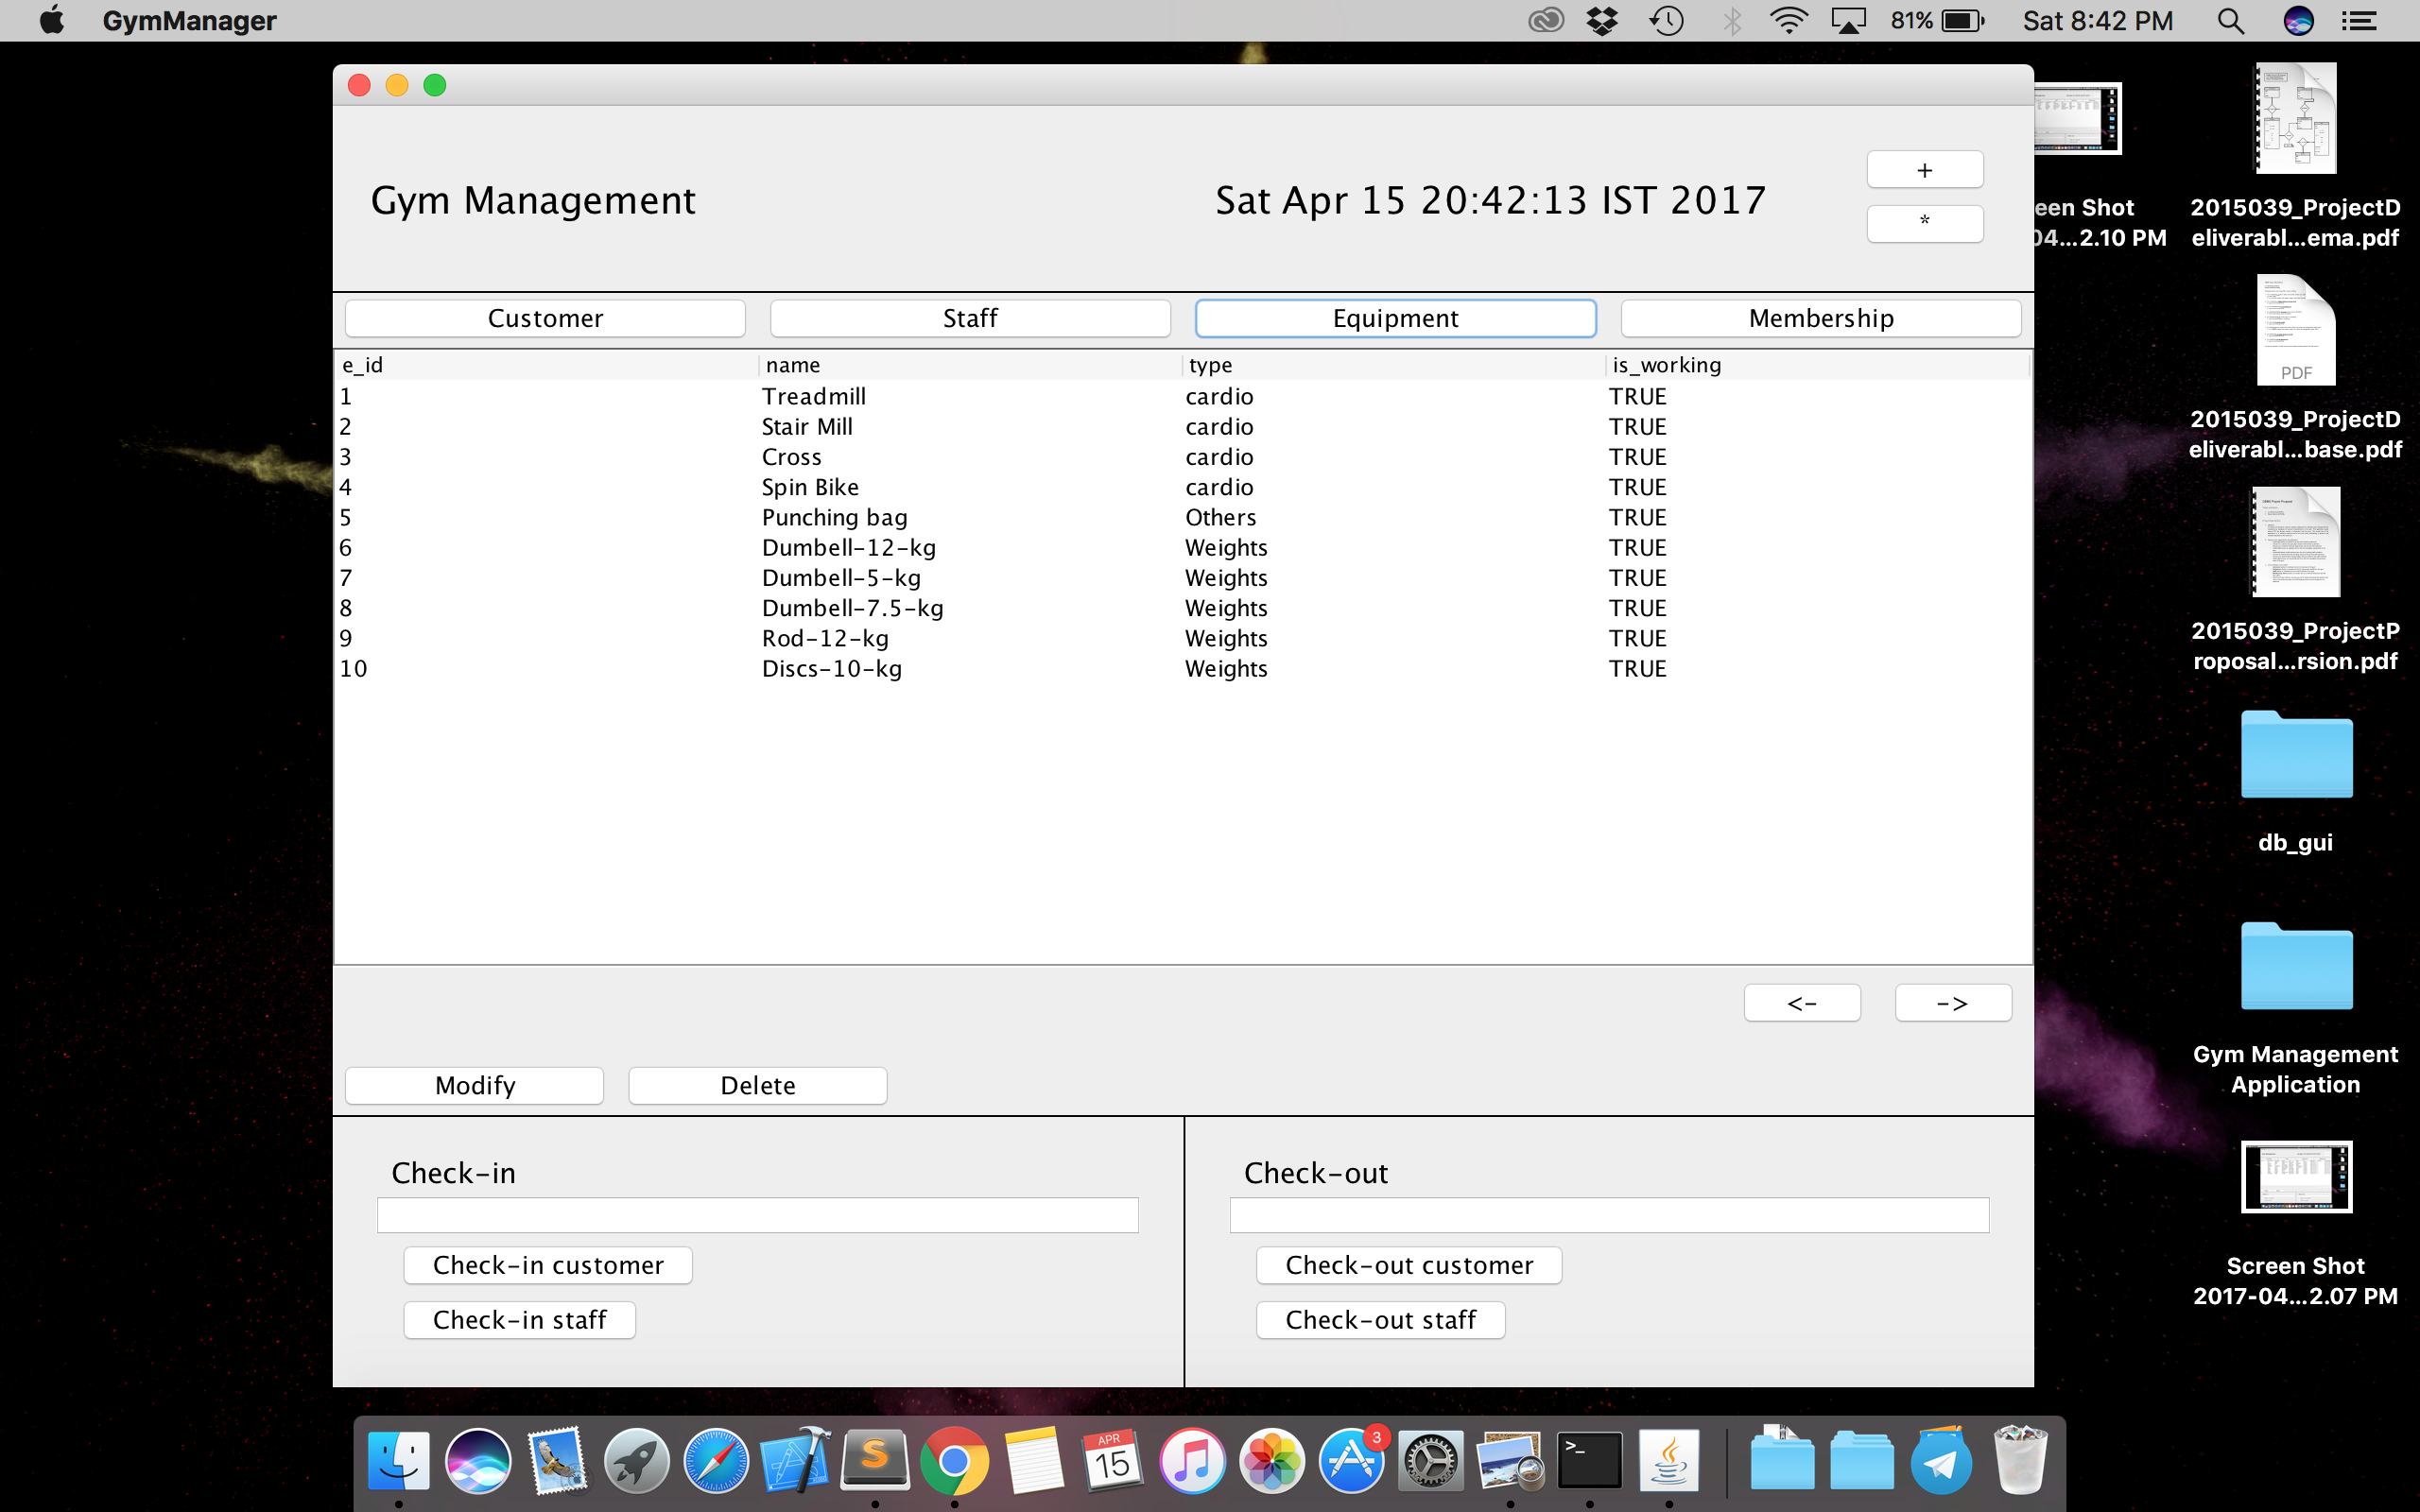 GymManager
81%
Sat 8:42 PM
Gym Management
Sat Apr 15 20:42:13 IST 2017
+
*
Customer
Staff
Equipment
Membership
e_id name type is_working
1 Treadmill cardio TRUE
2 Stair Mill cardio TRUE
3 Cross cardio TRUE
4 Spin Bike cardio TRUE
5 Punching bag Others TRUE
6 Dumbell-12-kg Weights TRUE
7 Dumbell-5-kg Weights TRUE
8 Dumbell-7.5-kg Weights TRUE
9 Rod-12-kg Weights TRUE
10 Discs-10-kg Weights TRUE
<-
->
Modify
Delete
Check-in
Check-in customer
Check-in staff
Check-out
Check-out customer
Check-out staff
een Shot
04...2.10 PM
2015039_ProjectD
eliverabl...ema.pdf
PDF
2015039_ProjectD
eliverabl...base.pdf
2015039_ProjectP
roposal...rsion.pdf
db_gui
Gym Management
Application
Screen Shot
2017-04...2.07 PM
S
APR
15
3
>_